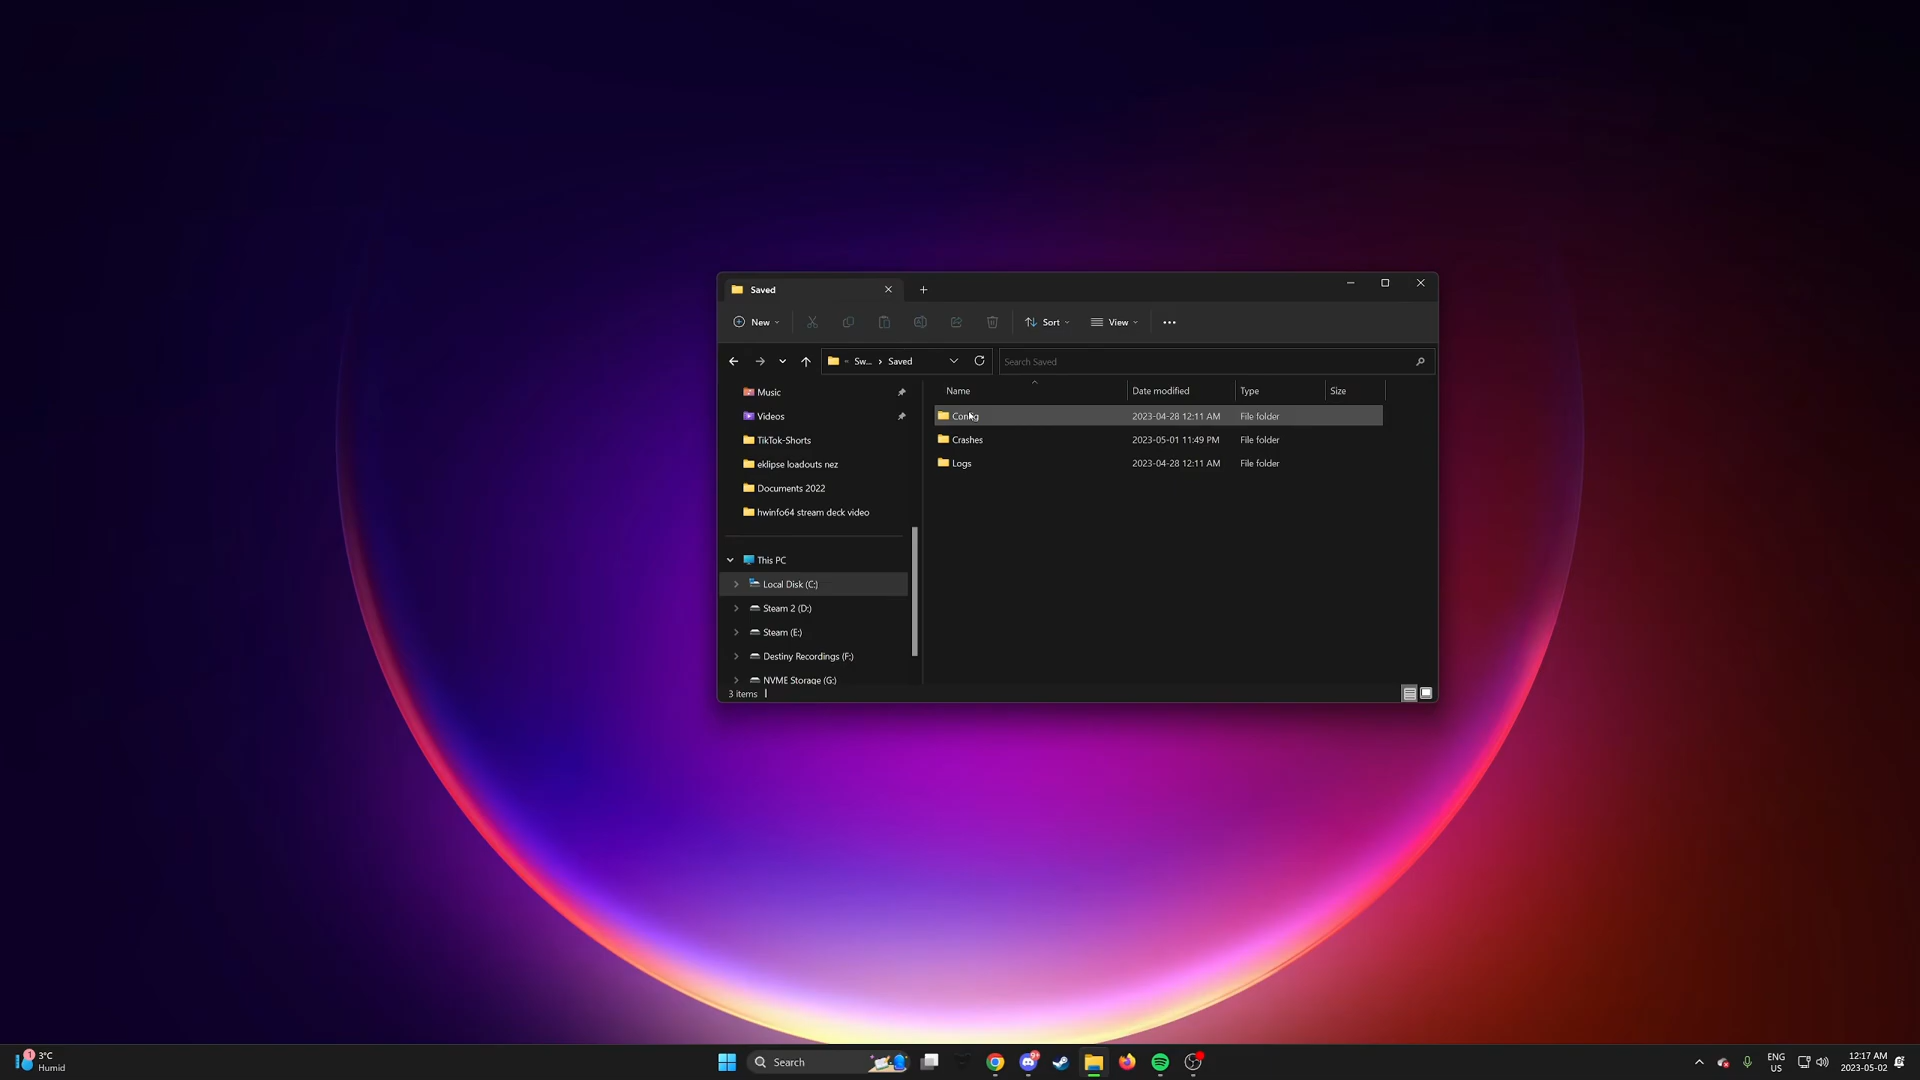 Saved
New
Sort
View
Sw...
Saved
Search Saved
Music
Videos
TikTok-Shorts
eklipse loadouts nez
Documents 2022
hwinfo64 stream deck video
This PC
Local Disk (C:)
Steam 2 (D:)
Steam (E:)
Destiny Recordings (F:)
NVME Storage (G:)
Name Date modified Type Size
Config 2023-04-28 12:11 AM File folder
Crashes 2023-05-01 11:49 PM File folder
Logs 2023-04-28 12:11 AM File folder
3 items
1
3°C
Humid
Search
9+
ENG
US
12:17 AM
2023-05-02